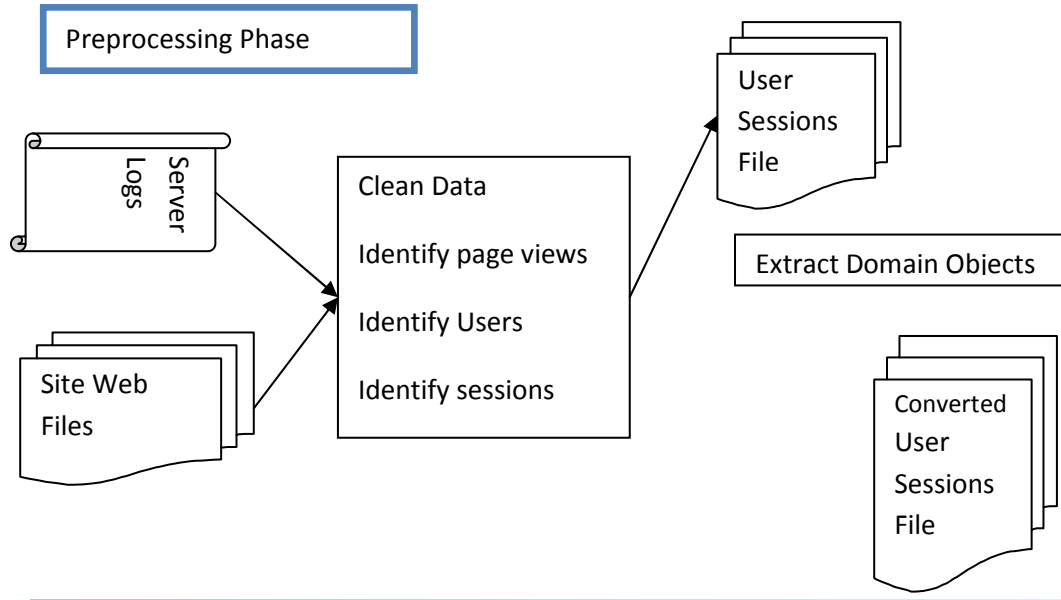 Preprocessing Phase
Server
Logs
Site Web
Files
Clean Data
Identify page views
Identify Users
Identify sessions
User
Sessions
File
Extract Domain Objects
Converted
User
Sessions
File